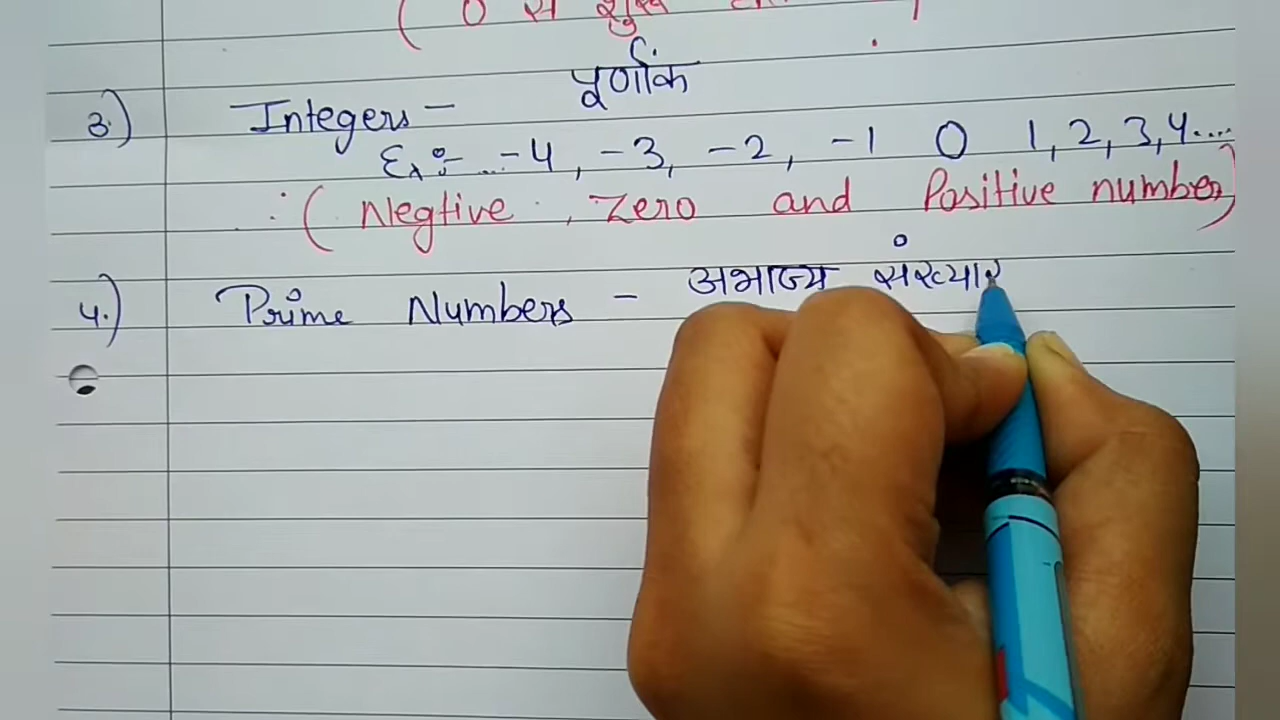 ( 0 से शुरू
3.) Integers - पूर्णांक
Ex:- ... -4, -3, -2, -1 0 1, 2, 3, 4....
∴ ( Negtive , Zero and Positive number)
4.) Prime Numbers - अभाज्य संख्याए